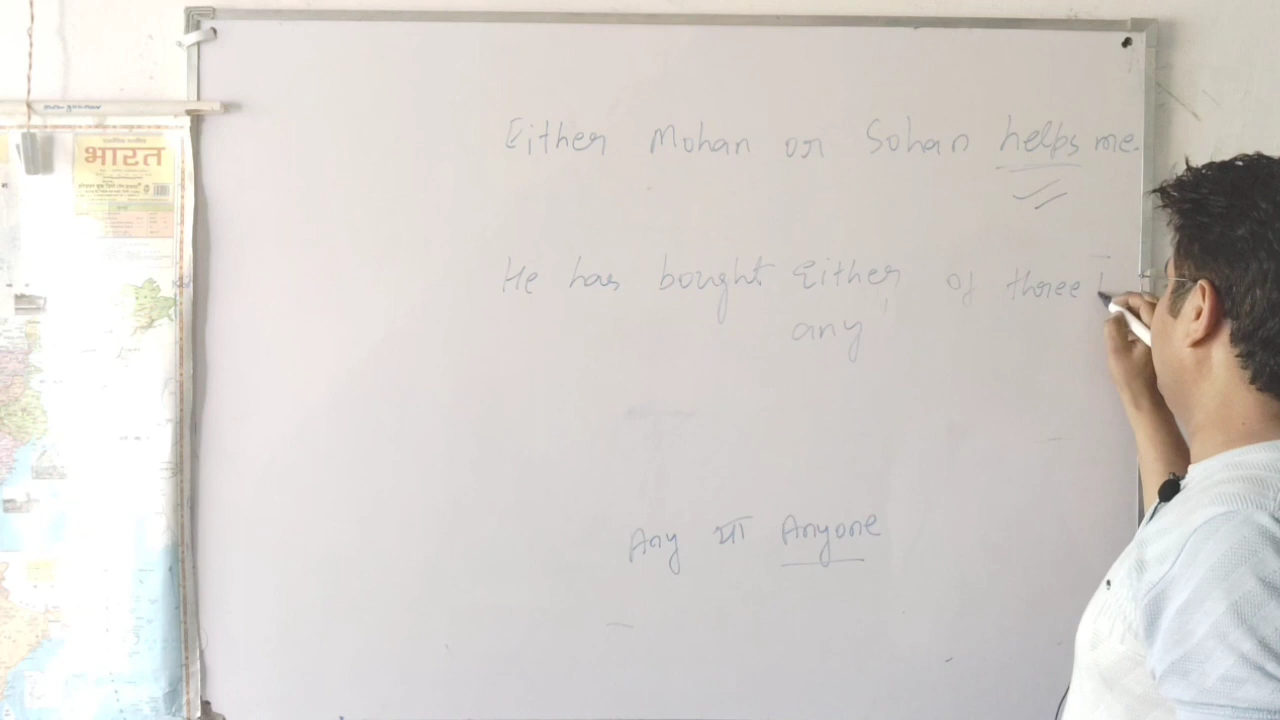 भारत
Either Mohan or Sohan helps me.
He has bought Either of three
any
Any या Anyone